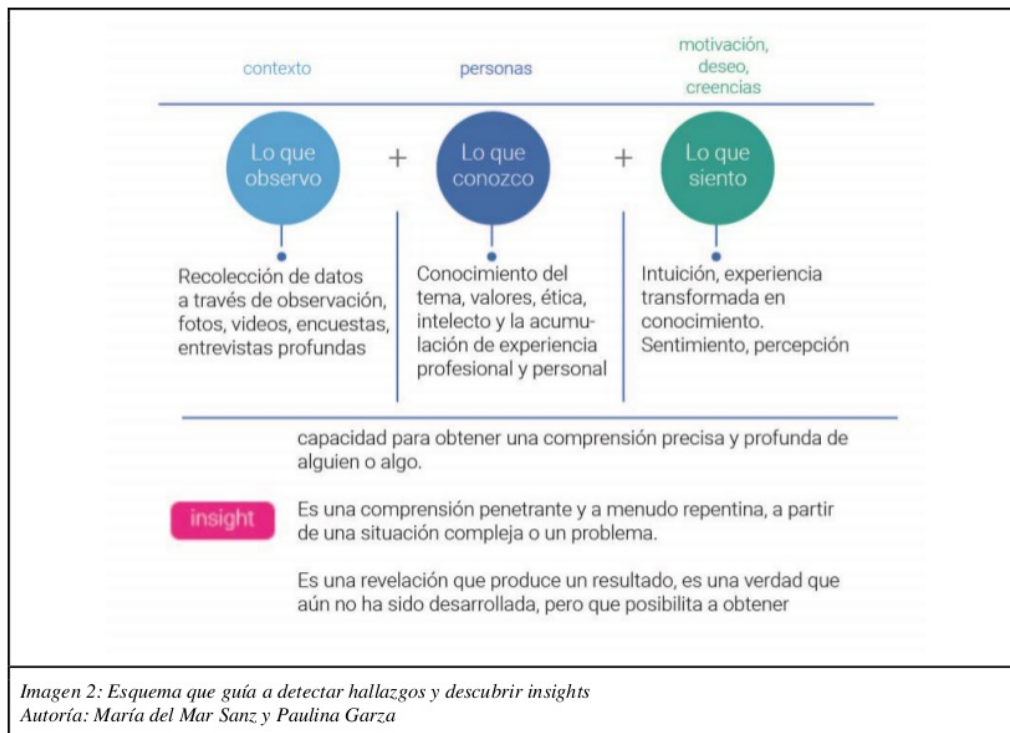 contexto
personas
motivación,
deseo,
creencias
Lo que
observo
+
Lo que
conozco
+
Lo que
siento
Recolección de datos
a través de observación,
fotos, videos, encuestas,
entrevistas profundas
Conocimiento del
tema, valores, ética,
intelecto y la acumu-
lación de experiencia
profesional y personal
Intuición, experiencia
transformada en
conocimiento.
Sentimiento, percepción
insight
capacidad para obtener una comprensión precisa y profunda de
alguien o algo.
Es una comprensión penetrante y a menudo repentina, a partir
de una situación compleja o un problema.
Es una revelación que produce un resultado, es una verdad que
aún no ha sido desarrollada, pero que posibilita a obtener
Imagen 2: Esquema que guía a detectar hallazgos y descubrir insights
Autoría: María del Mar Sanz y Paulina Garza